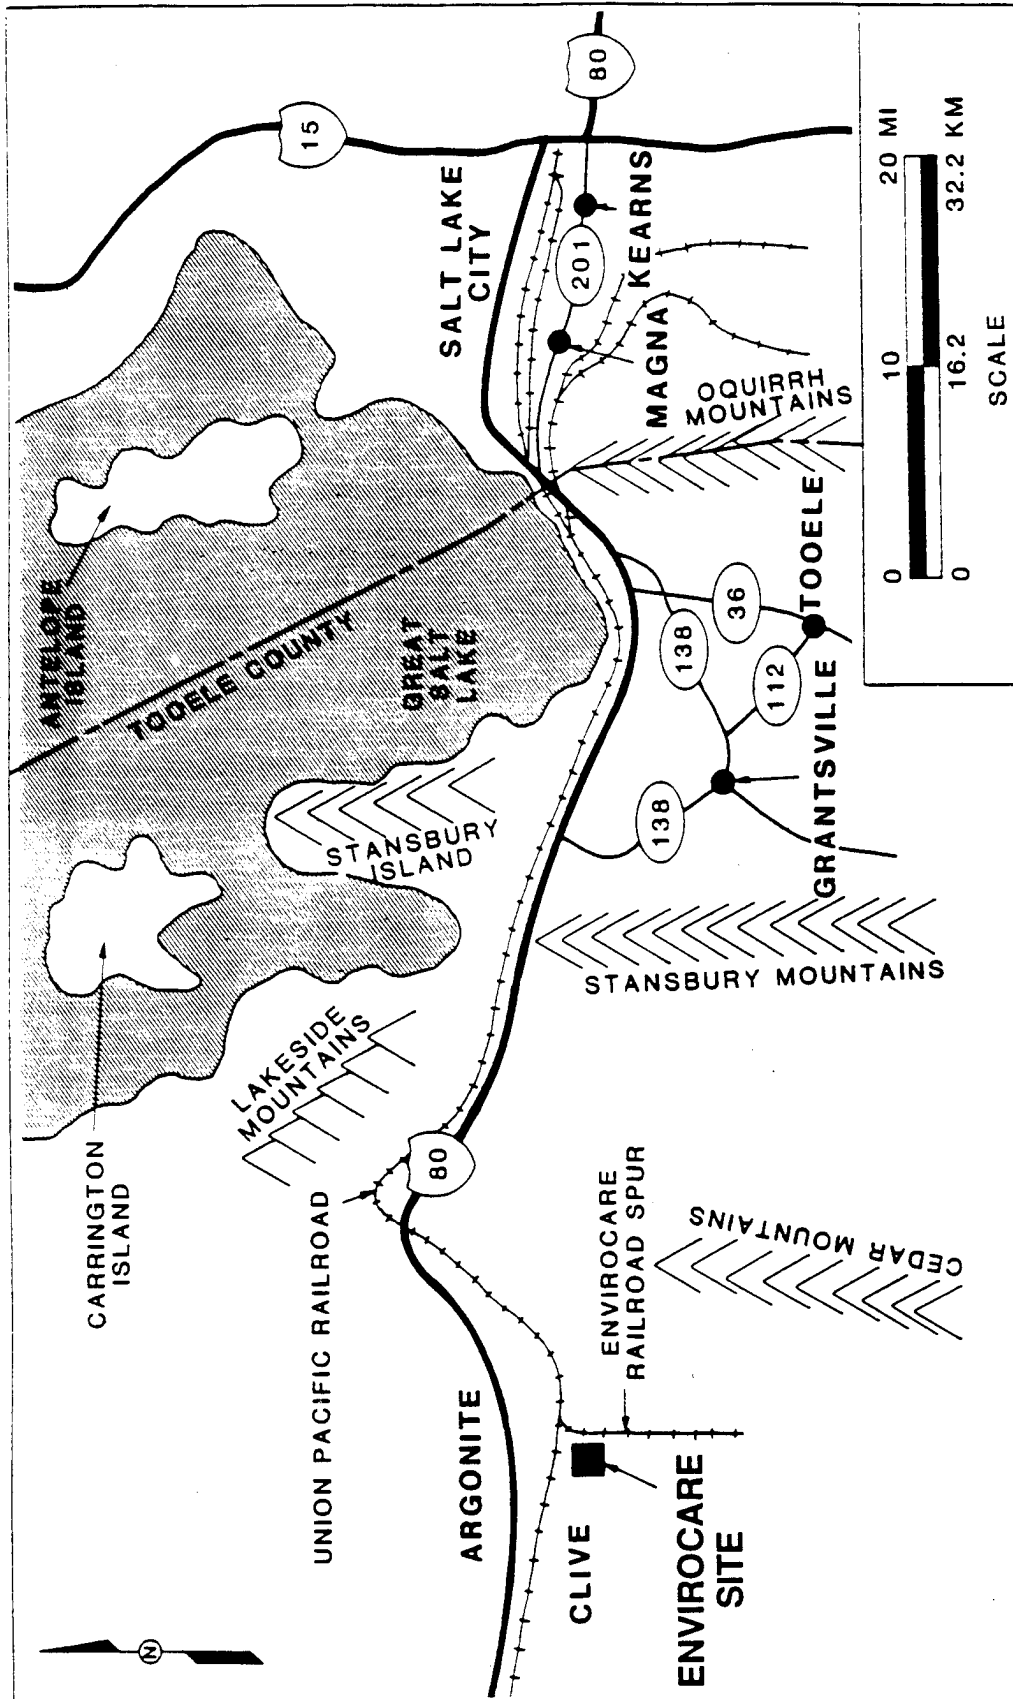 N
CARRINGTON
ISLAND
ANTELOPE
ISLAND
15
TOOELE COUNTY
GREAT
SALT
LAKE
STANSBURY
ISLAND
LAKESIDE
MOUNTAINS
UNION PACIFIC RAILROAD
80
SALT LAKE
CITY
80
ARGONITE
201
KEARNS
MAGNA
OQUIRRH
MOUNTAINS
CLIVE
ENVIROCARE
RAILROAD SPUR
ENVIROCARE
SITE
CEDAR MOUNTAINS
STANSBURY MOUNTAINS
138
138
36
112
GRANTSVILLE
TOOELE
0
10
20 MI
0
16.2
32.2 KM
SCALE